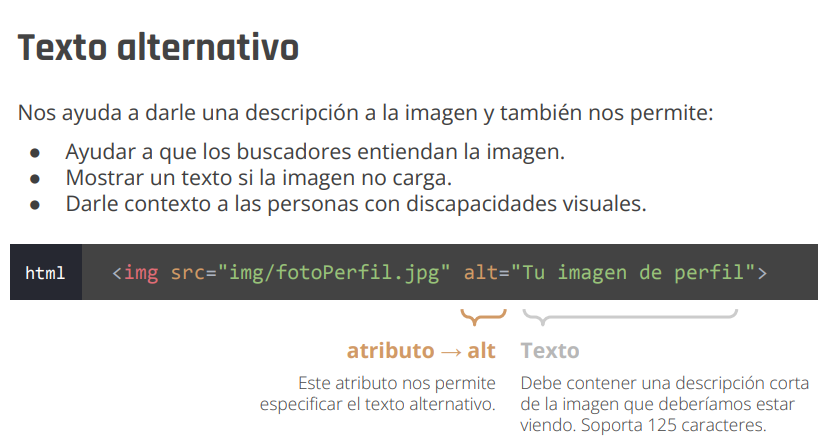 Texto alternativo
Nos ayuda a darle una descripción a la imagen y también nos permite:
● Ayudar a que los buscadores entiendan la imagen.
● Mostrar un texto si la imagen no carga.
● Darle contexto a las personas con discapacidades visuales.
html <img src="img/fotoPerfil.jpg" alt="Tu imagen de perfil">
atributo → alt
Este atributo nos permite
especificar el texto alternativo.
Texto
Debe contener una descripción corta
de la imagen que deberíamos estar
viendo. Soporta 125 caracteres.